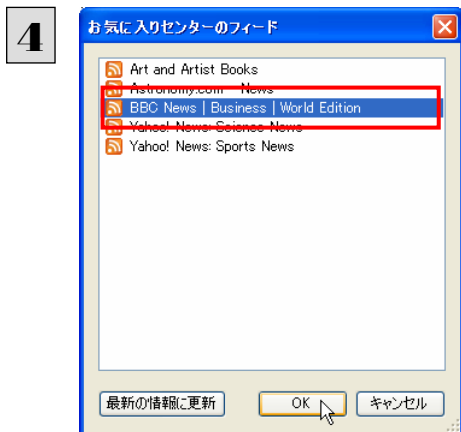 4
お気に入りセンターのフィード
Art and Artist Books
Astronomy.com - News
BBC News | Business | World Edition
Yahoo! News: Science News
Yahoo! News: Sports News
最新の情報に更新 OK キャンセル